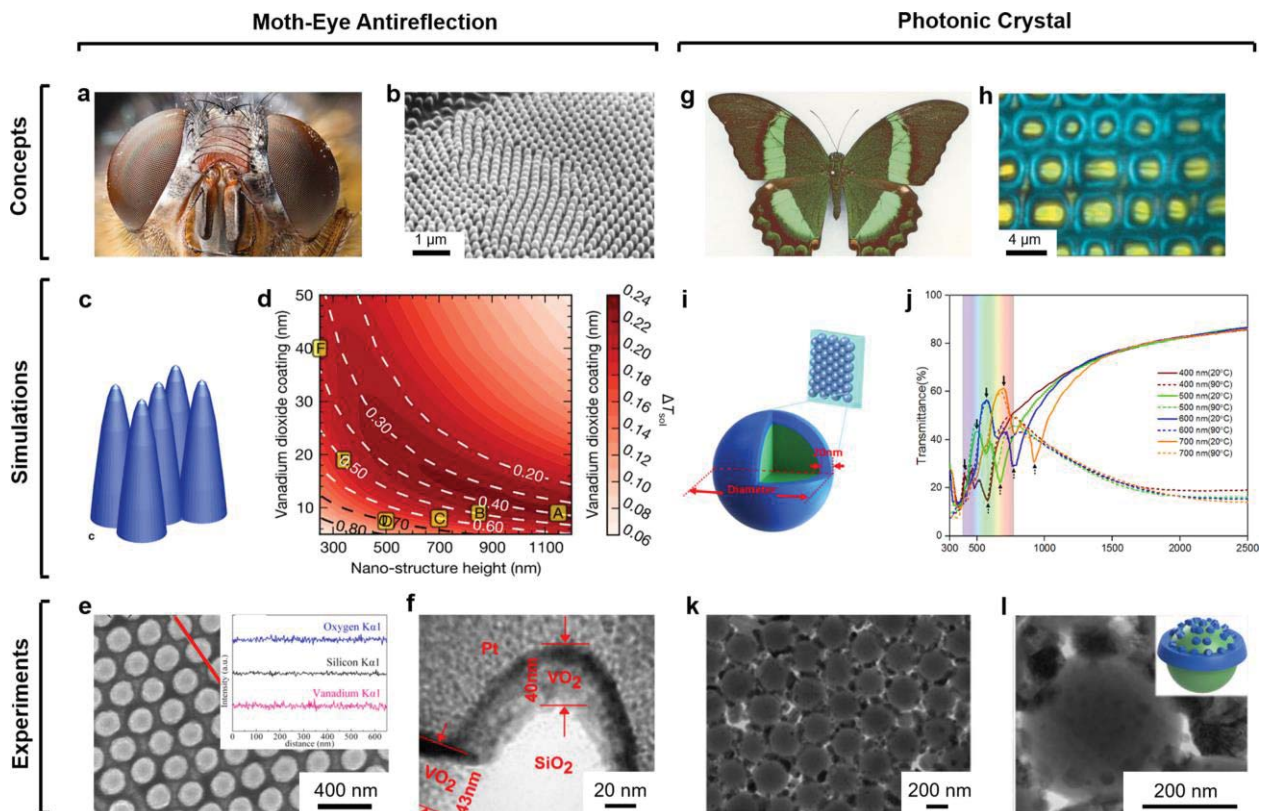 Moth-Eye Antireflection
Photonic Crystal
Concepts
a
b
1 µm
g
h
4 µm
Simulations
c
c
d
Vanadium dioxide coating (nm)
50
40
30
20
10
F
E
D
C
B
A
0.20
0.30
0.40
0.50
0.60
0.70
0.80
300
500
700
900
1100
Nano-structure height (nm)
Vanadium dioxide coating (nm)
0.24
0.22
0.20
0.18
0.16
0.14
0.12
0.10
0.08
0.06
ΔTsol
i
Diameter
j
Transmittance(%)
100
80
60
40
20
0
400 nm(20°C)
400 nm(90°C)
500 nm(20°C)
500 nm(90°C)
600 nm(20°C)
600 nm(90°C)
700 nm(20°C)
700 nm(90°C)
300
500
1000
1500
2000
2500
Experiments
e
Intensity (a.u.)
Oxygen Kα1
Silicon Kα1
Vanadium Kα1
0
100
200
300
400
500
600
distance (nm)
400 nm
f
Pt
VO2
40nm
SiO2
VO2
43nm
20 nm
k
200 nm
l
200 nm